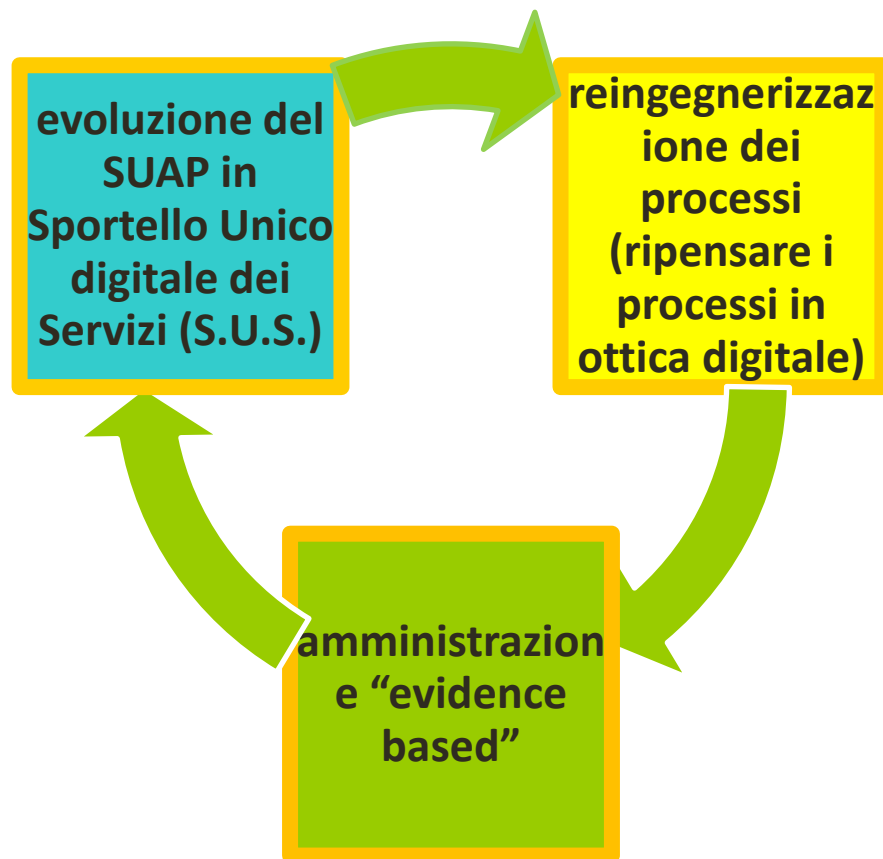 evoluzione del
SUAP in
Sportello Unico
digitale dei
Servizi (S.U.S.)
reingegnerizzaz
ione dei
processi
(ripensare i
processi in
ottica digitale)
amministrazion
e “evidence
based”